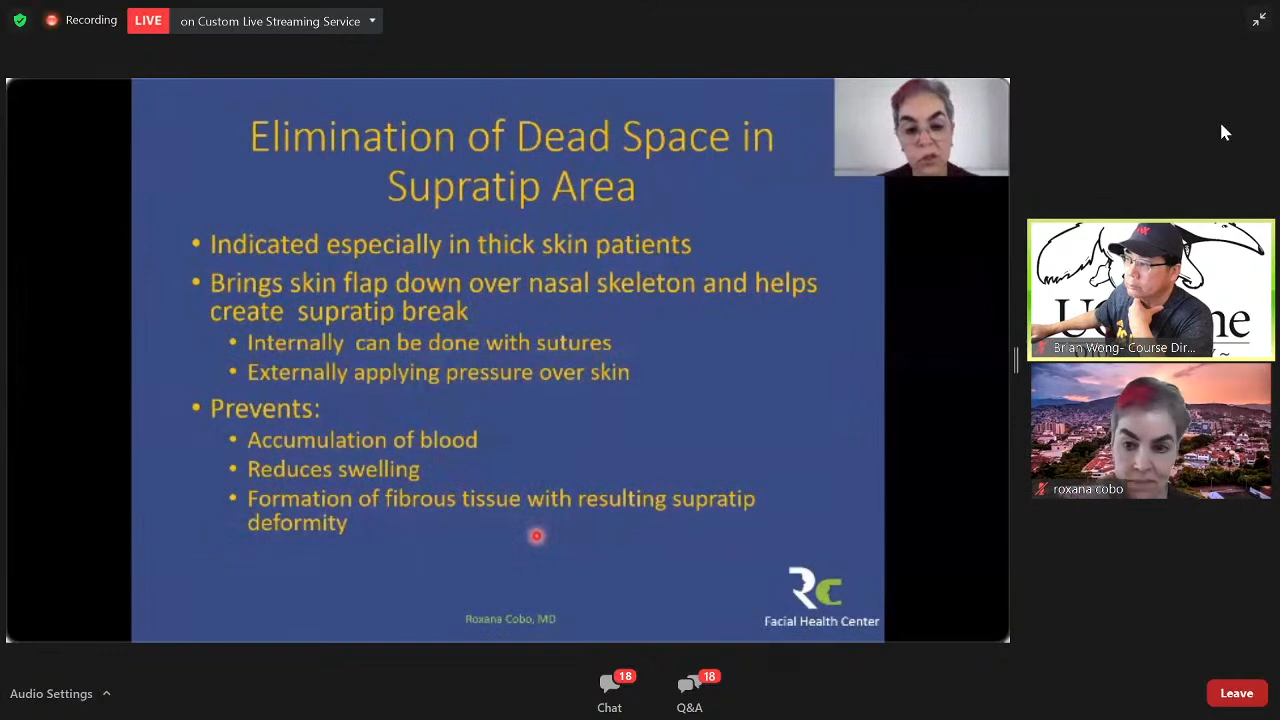 Recording
LIVE
on Custom Live Streaming Service
Elimination of Dead Space in
Supratip Area
• Indicated especially in thick skin patients
• Brings skin flap down over nasal skeleton and helps
create supratip break
• Internally can be done with sutures
• Externally applying pressure over skin
• Prevents:
• Accumulation of blood
• Reduces swelling
• Formation of fibrous tissue with resulting supratip
deformity
Roxana Cobo, MD
RC
Facial Health Center
Brian Wong- Course Dir...
roxana cobo
Audio Settings
18
Chat
18
Q&A
Leave